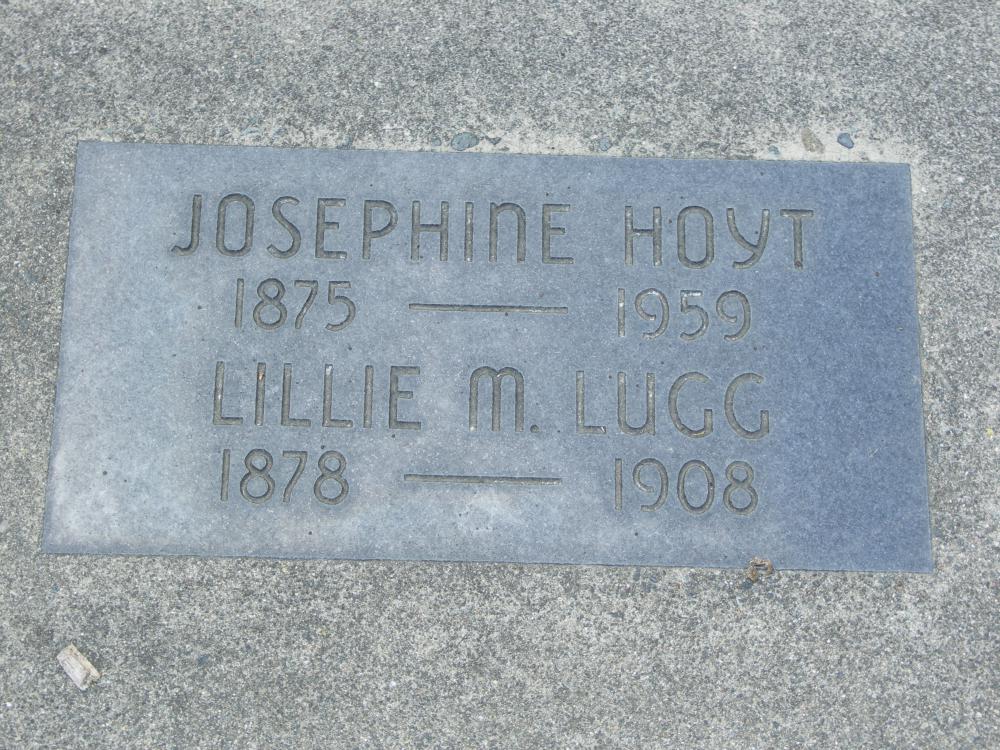 JOSEPHINE HOYT
1875 — 1959
LILLIE M. LUGG
1878 — 1908